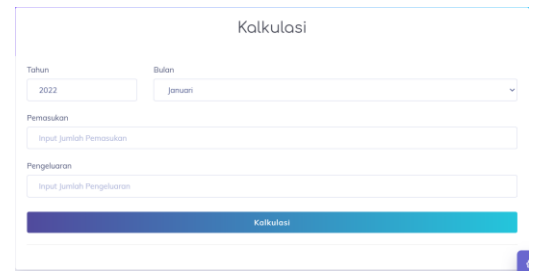 Kalkulasi
Tahun Bulan
2022 Januari
Pemasukan
Input Jumlah Pemasukan
Pengeluaran
Input Jumlah Pengeluaran
Kalkulasi